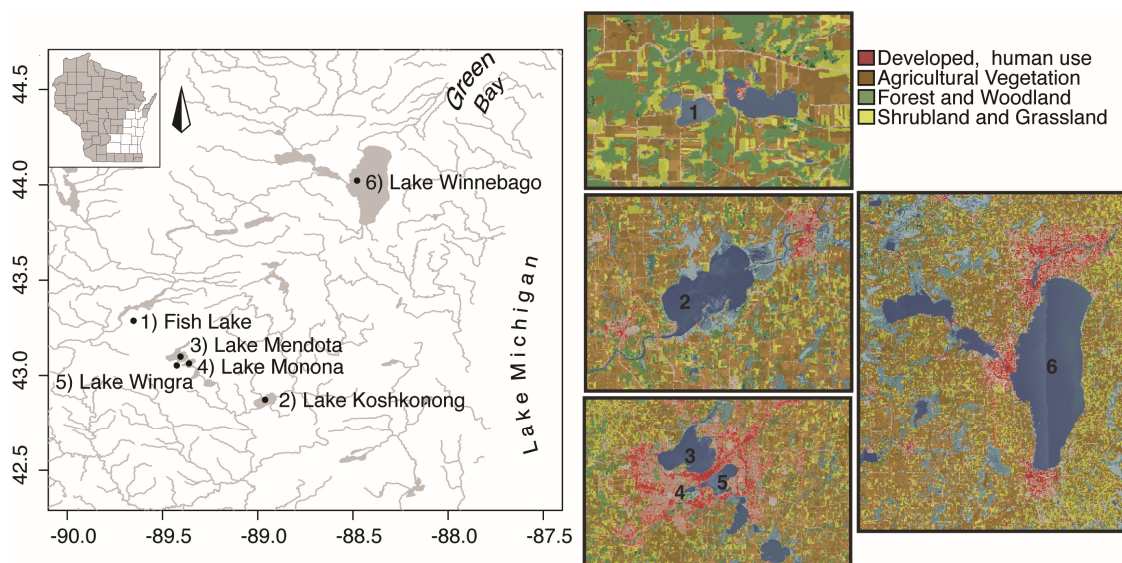 44.5
44.0
43.5
43.0
42.5
-90.0
-89.5
-89.0
-88.5
-88.0
-87.5
Green
Bay
6) Lake Winnebago
1) Fish Lake
3) Lake Mendota
4) Lake Monona
5) Lake Wingra
2) Lake Koshkonong
Lake Michigan
1
2
3
4
5
6
Developed, human use
Agricultural Vegetation
Forest and Woodland
Shrubland and Grassland